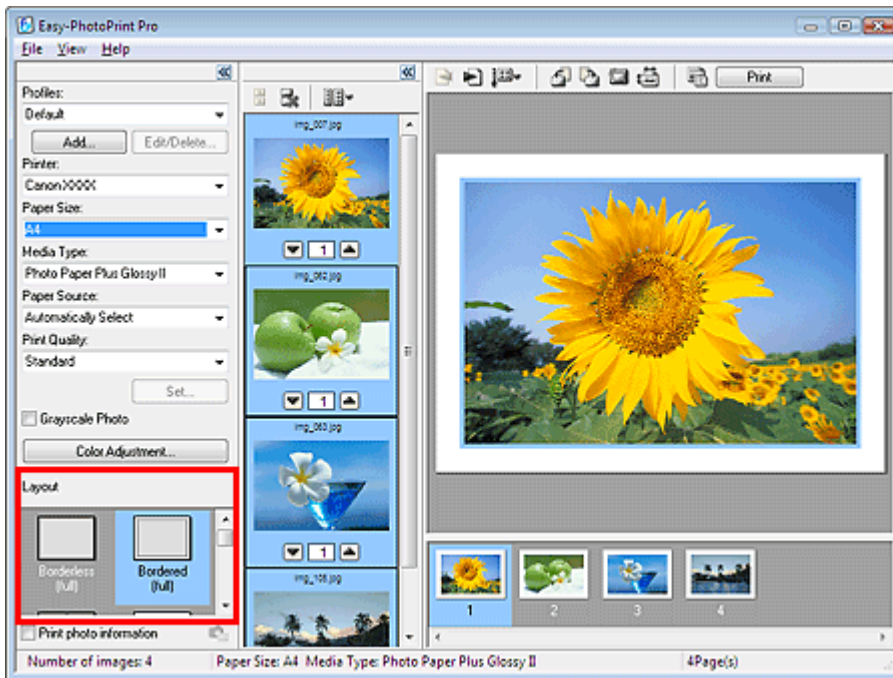 Easy-PhotoPrint Pro
File View Help
Profiles:
Default
Add... Edit/Delete...
Printer:
Canon XXXX
Paper Size:
A4
Media Type:
Photo Paper Plus Glossy II
Paper Source:
Automatically Select
Print Quality:
Standard
Set...
Grayscale Photo
Color Adjustment...
Layout
Borderless
(full)
Bordered
(full)
Print photo information
img_007.jpg
1
img_062.jpg
1
img_063.jpg
1
img_108.jpg
Print
1 2 3 4
Number of images: 4 Paper Size: A4 Media Type: Photo Paper Plus Glossy II 4Page(s)